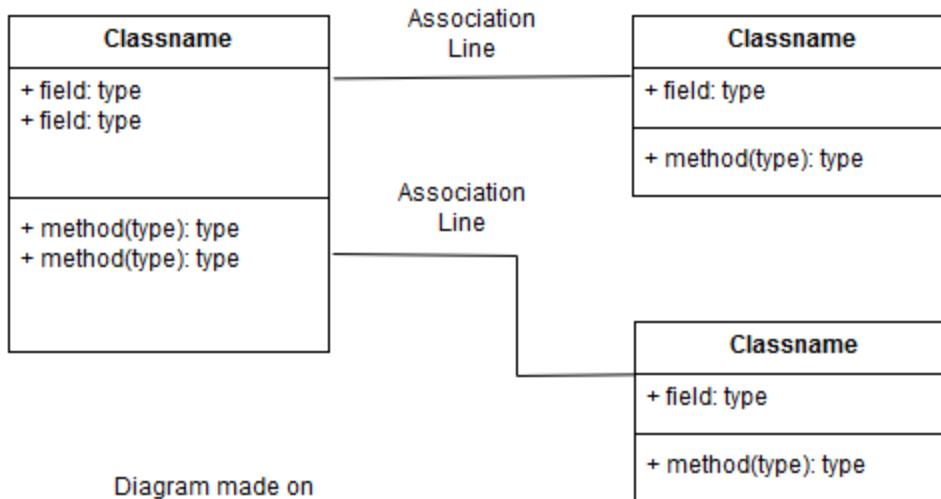 Classname
+ field: type
+ field: type
+ method(type): type
+ method(type): type
Association
Line
Classname
+ field: type
+ method(type): type
Association
Line
Classname
+ field: type
+ method(type): type
Diagram made on